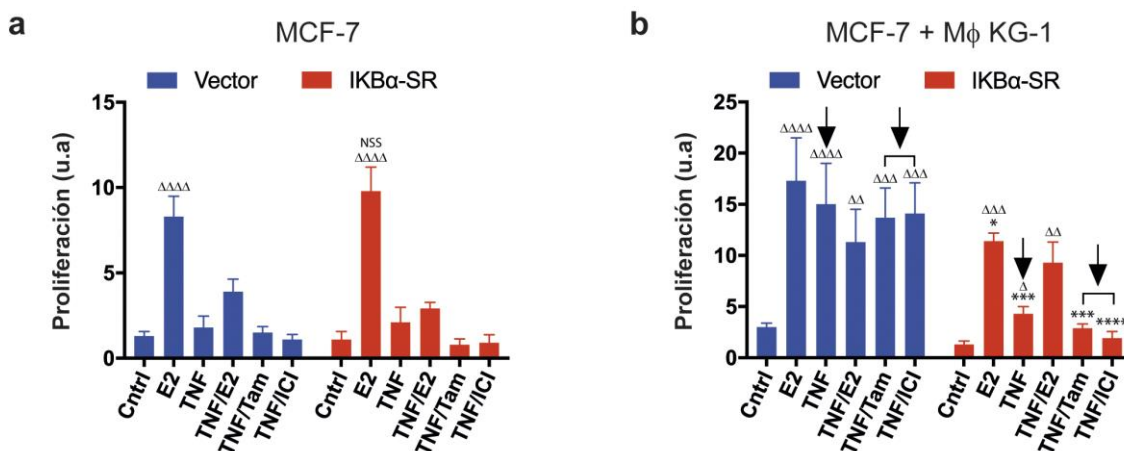 a
MCF-7
Vector IKBα-SR
Proliferación (u.a)
15
10
5
0
ΔΔΔΔ
NSS
ΔΔΔΔ
Cntrl E2 TNF TNF/E2 TNF/Tam TNF/ICI Cntrl E2 TNF TNF/E2 TNF/Tam TNF/ICI
b
MCF-7 + Mϕ KG-1
Vector IKBα-SR
Proliferación (u.a)
25
20
15
10
5
0
ΔΔΔΔ
ΔΔΔΔ
ΔΔ
ΔΔΔ
ΔΔΔ
ΔΔΔ
*
Δ
***
ΔΔ
***
****
Cntrl E2 TNF TNF/E2 TNF/Tam TNF/ICI Cntrl E2 TNF TNF/E2 TNF/Tam TNF/ICI